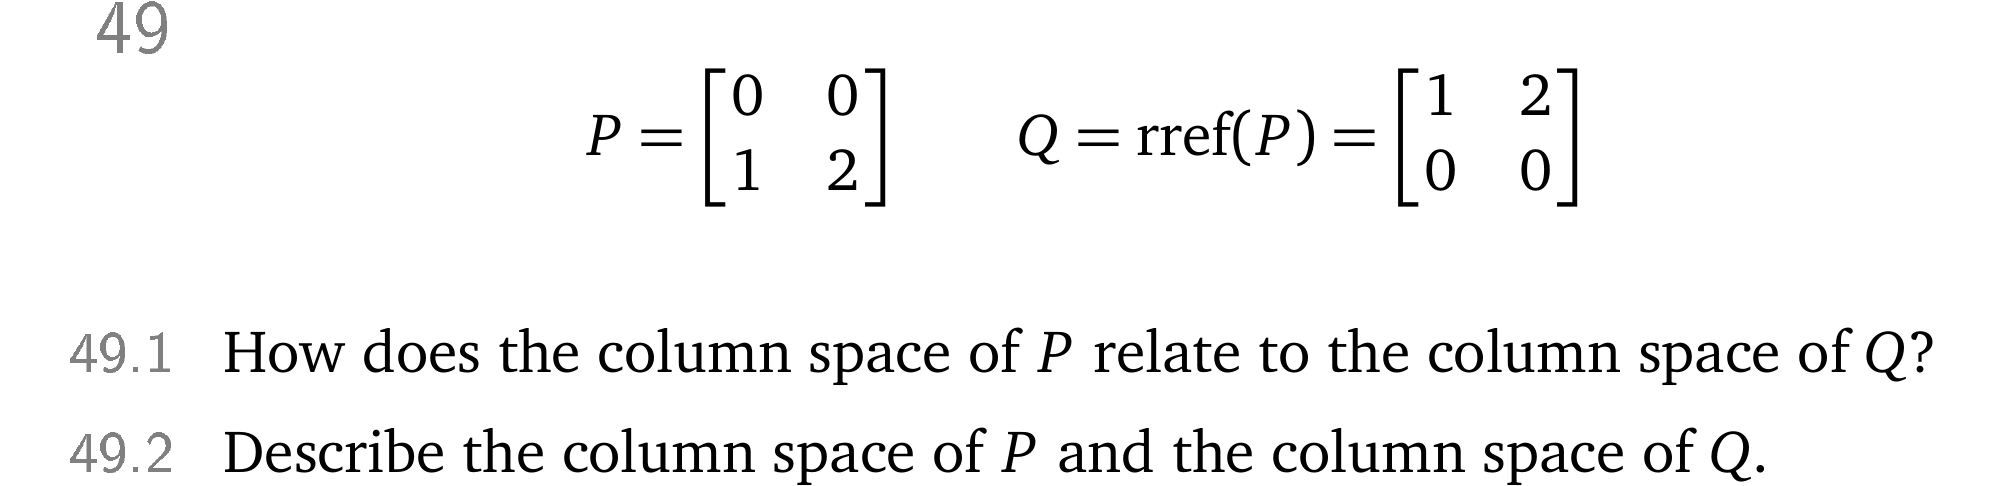 49
P = [0 0; 1 2]  Q = rref(P) = [1 2; 0 0]
49.1 How does the column space of P relate to the column space of Q?
49.2 Describe the column space of P and the column space of Q.